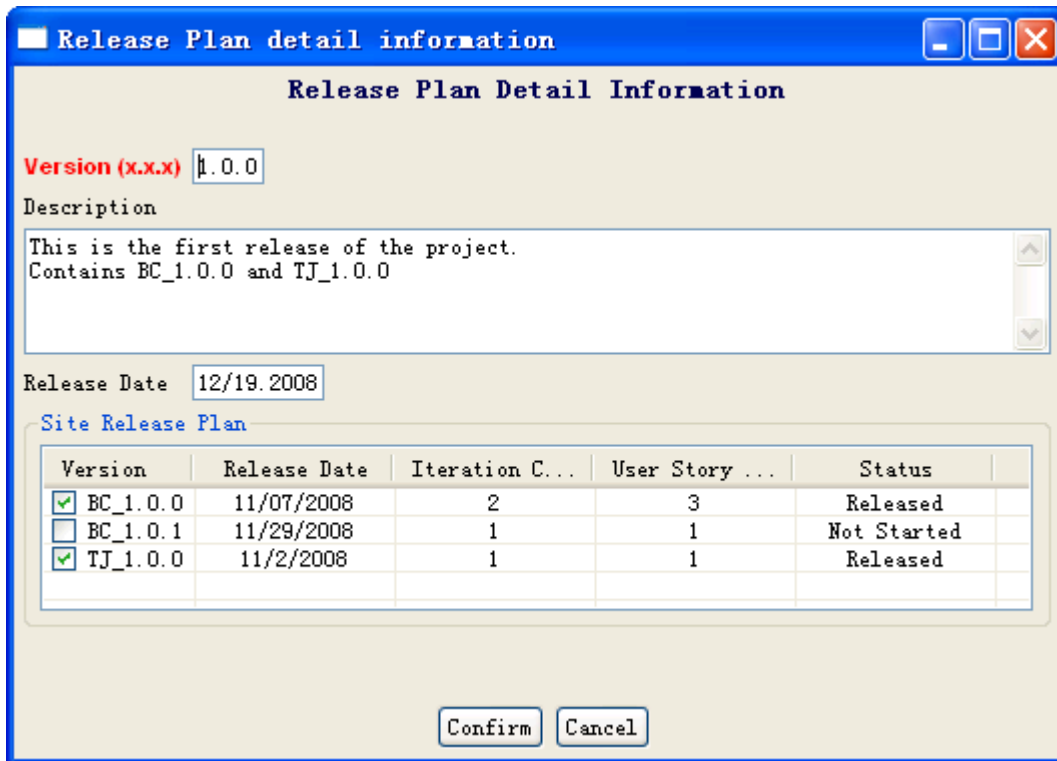 Release Plan detail information
Release Plan Detail Information
Version (x.x.x) 1.0.0
Description
This is the first release of the project.
Contains BC_1.0.0 and TJ_1.0.0
Release Date 12/19.2008
Site Release Plan
Version Release Date Iteration C... User Story ... Status
BC_1.0.0 11/07/2008 2 3 Released
BC_1.0.1 11/29/2008 1 1 Not Started
TJ_1.0.0 11/2/2008 1 1 Released
Confirm Cancel